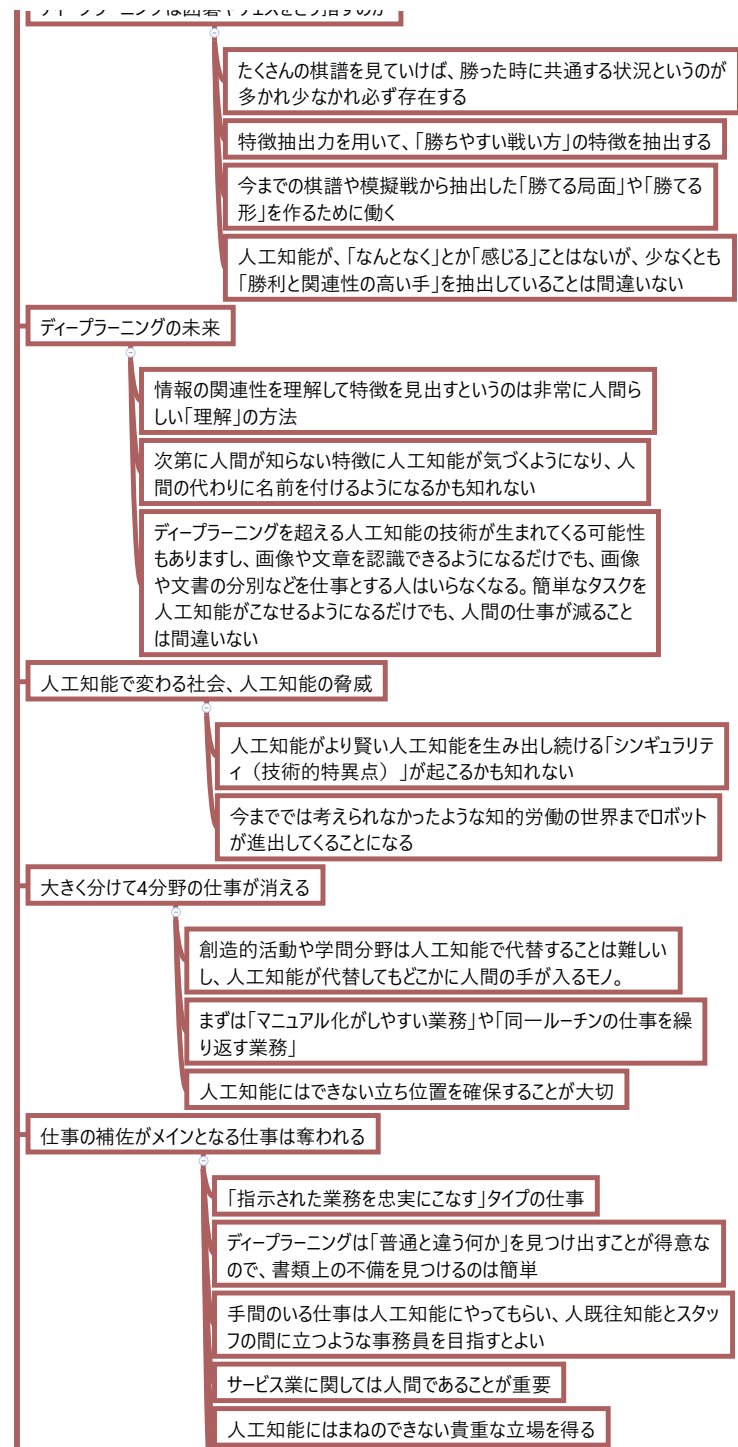 ディープラーニングは囲碁やチェスをどう指すのか
たくさんの棋譜を見ていけば、勝った時に共通する状況というのが
多かれ少なかれ必ず存在する
特徴抽出力を用いて、「勝ちやすい戦い方」の特徴を抽出する
今までの棋譜や模擬戦から抽出した「勝てる局面」や「勝てる
形」を作るために働く
人工知能が、「なんとなく」とか「感じる」ことはないが、少なくとも
「勝利と関連性の高い手」を抽出していることは間違いない
ディープラーニングの未来
情報の関連性を理解して特徴を見出すというのは非常に人間ら
しい「理解」の方法
次第に人間が知らない特徴に人工知能が気づくようになり、人
間の代わりに名前を付けるようになるかも知れない
ディープラーニングを超える人工知能の技術が生まれてくる可能性
もありますし、画像や文章を認識できるようになるだけでも、画像
や文書の分別などを仕事とする人はいらなくなる。簡単なタスクを
人工知能がこなせるようになるだけでも、人間の仕事が減ること
は間違いない
人工知能で変わる社会、人工知能の脅威
人工知能がより賢い人工知能を生み出し続ける「シンギュラリテ
ィ（技術的特異点）」が起こるかも知れない
今まででは考えられなかったような知的労働の世界までロボット
が進出してくることになる
大きく分けて4分野の仕事が消える
創造的活動や学問分野は人工知能で代替することは難しい
し、人工知能が代替してもどこかに人間の手が入るモノ。
まずは「マニュアル化がしやすい業務」や「同一ルーチンの仕事を繰
り返す業務」
人工知能にはできない立ち位置を確保することが大切
仕事の補佐がメインとなる仕事は奪われる
「指示された業務を忠実にこなす」タイプの仕事
ディープラーニングは「普通と違う何か」を見つけ出すことが得意な
ので、書類上の不備を見つけるのは簡単
手間のいる仕事は人工知能にやってもらい、人既往知能とスタッ
フの間に立つような事務員を目指すとよい
サービス業に関しては人間であることが重要
人工知能にはまねのできない貴重な立場を得る